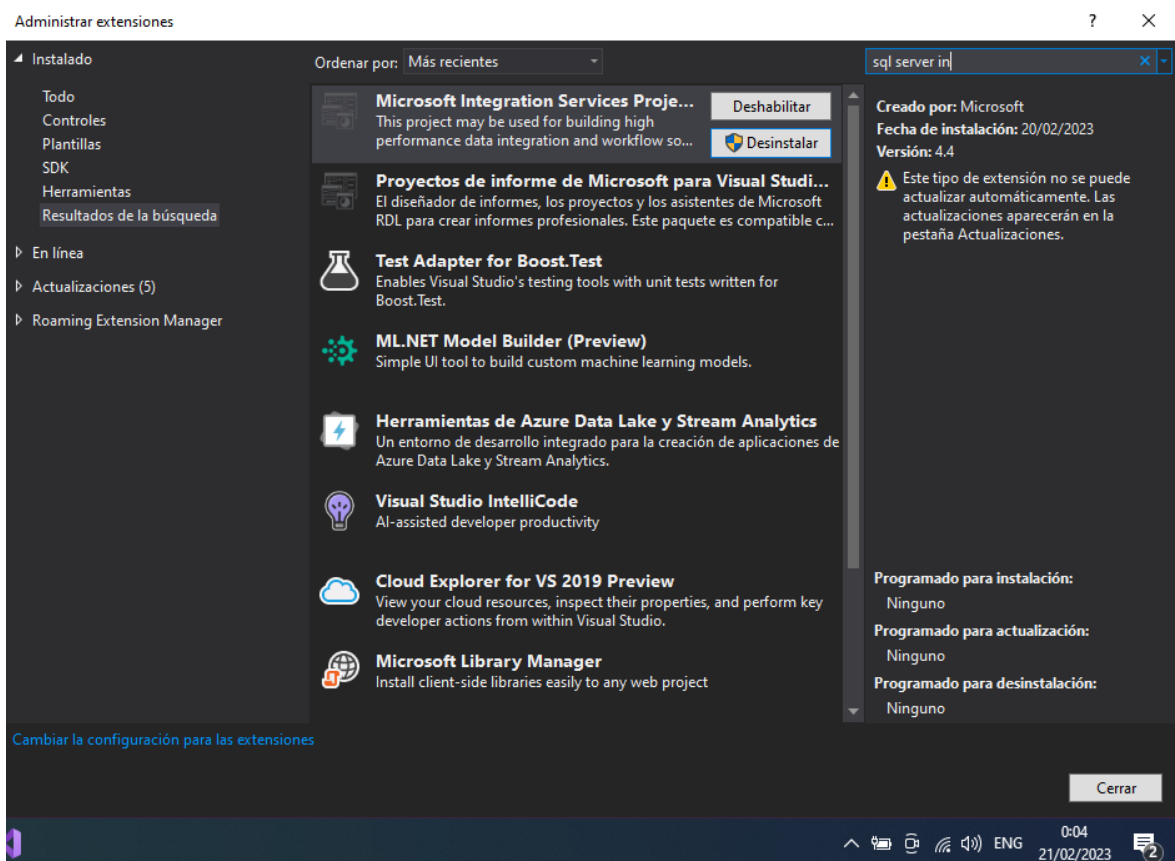 Administrar extensiones
Instalado
Todo
Controles
Plantillas
SDK
Herramientas
Resultados de la búsqueda
En línea
Actualizaciones (5)
Roaming Extension Manager
Cambiar la configuración para las extensiones
Ordenar por: Más recientes
Microsoft Integration Services Proje...
This project may be used for building high
performance data integration and workflow so...
Deshabilitar
Desinstalar
Proyectos de informe de Microsoft para Visual Studi...
El diseñador de informes, los proyectos y los asistentes de Microsoft
RDL para crear informes profesionales. Este paquete es compatible c...
Test Adapter for Boost.Test
Enables Visual Studio's testing tools with unit tests written for
Boost.Test.
ML.NET Model Builder (Preview)
Simple UI tool to build custom machine learning models.
Herramientas de Azure Data Lake y Stream Analytics
Un entorno de desarrollo integrado para la creación de aplicaciones de
Azure Data Lake y Stream Analytics.
Visual Studio IntelliCode
AI-assisted developer productivity
Cloud Explorer for VS 2019 Preview
View your cloud resources, inspect their properties, and perform key
developer actions from within Visual Studio.
Microsoft Library Manager
Install client-side libraries easily to any web project
sql server in
Creado por: Microsoft
Fecha de instalación: 20/02/2023
Versión: 4.4
Este tipo de extensión no se puede
actualizar automáticamente. Las
actualizaciones aparecerán en la
pestaña Actualizaciones.
Programado para instalación:
Ninguno
Programado para actualización:
Ninguno
Programado para desinstalación:
Ninguno
Cerrar
ENG
0:04
21/02/2023
2